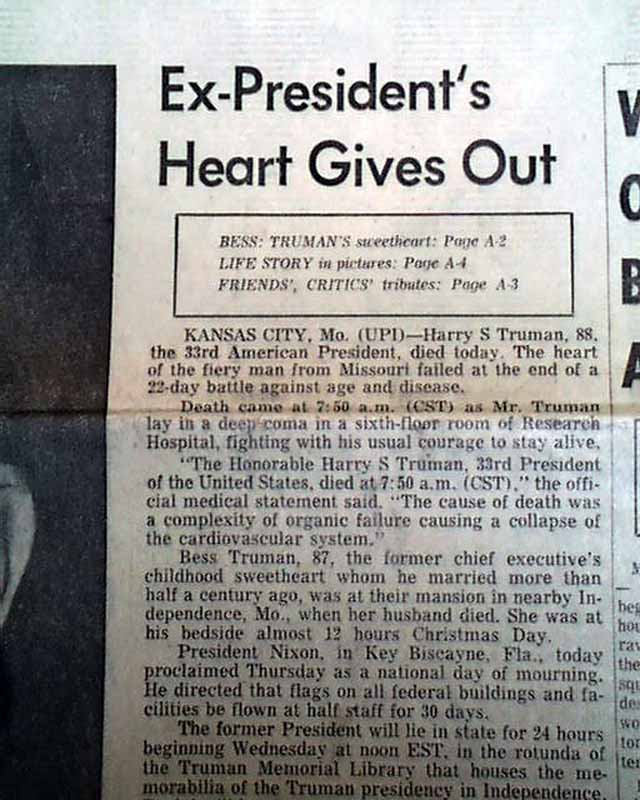 Ex-President's
Heart Gives Out
BESS: TRUMAN'S sweetheart: Page A-2
LIFE STORY in pictures: Page A-4
FRIENDS', CRITICS' tributes: Page A-3
KANSAS CITY, Mo. (UPI)—Harry S Truman, 88,
the 33rd American President, died today. The heart
of the fiery man from Missouri failed at the end of a
22-day battle against age and disease.
Death came at 7:50 a.m. (CST) as Mr. Truman
lay in a deep coma in a sixth-floor room of Research
Hospital, fighting with his usual courage to stay alive.
"The Honorable Harry S Truman, 33rd President
of the United States, died at 7:50 a.m. (CST)," the offi-
cial medical statement said. "The cause of death was
a complexity of organic failure causing a collapse of
the cardiovascular system."
Bess Truman, 87, the former chief executive's
childhood sweetheart whom he married more than
half a century ago, was at their mansion in nearby In-
dependence, Mo., when her husband died. She was at
his bedside almost 12 hours Christmas Day.
President Nixon, in Key Biscayne, Fla., today
proclaimed Thursday as a national day of mourning.
He directed that flags on all federal buildings and fa-
cilities be flown at half staff for 30 days.
The former President will lie in state for 24 hours
beginning Wednesday at noon EST, in the rotunda of
the Truman Memorial Library that houses the me-
morabilia of the Truman presidency in Independence,